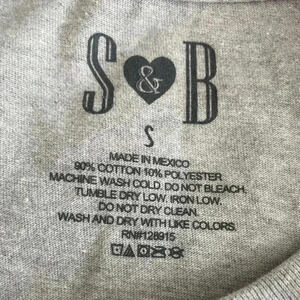 S & B
S
MADE IN MEXICO
90% COTTON 10% POLYESTER
MACHINE WASH COLD. DO NOT BLEACH.
TUMBLE DRY LOW. IRON LOW.
DO NOT DRY CLEAN.
WASH AND DRY WITH LIKE COLORS.
RN#128915